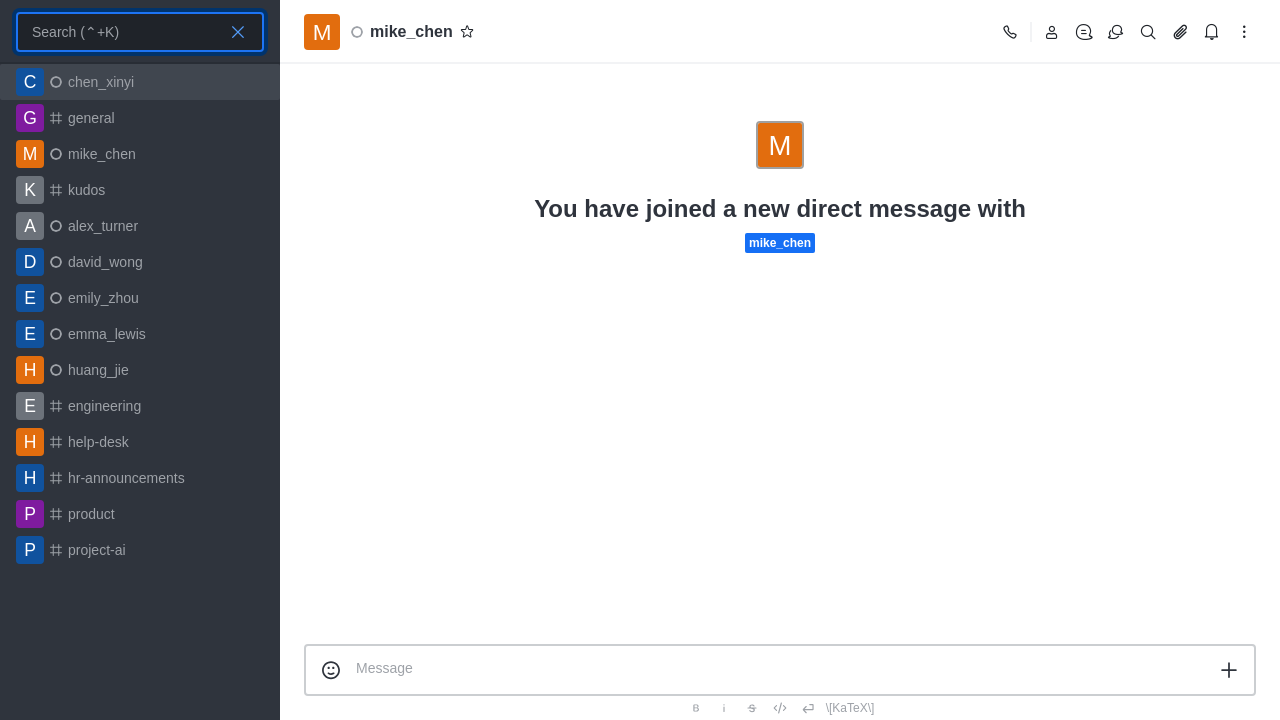 Search (⌃+K)
C chen_xinyi
G general
M mike_chen
K kudos
A alex_turner
D david_wong
E emily_zhou
E emma_lewis
H huang_jie
E engineering
H help-desk
H hr-announcements
P product
P project-ai
M mike_chen
M
You have joined a new direct message with
mike_chen
Message
B i S \[KaTeX\]